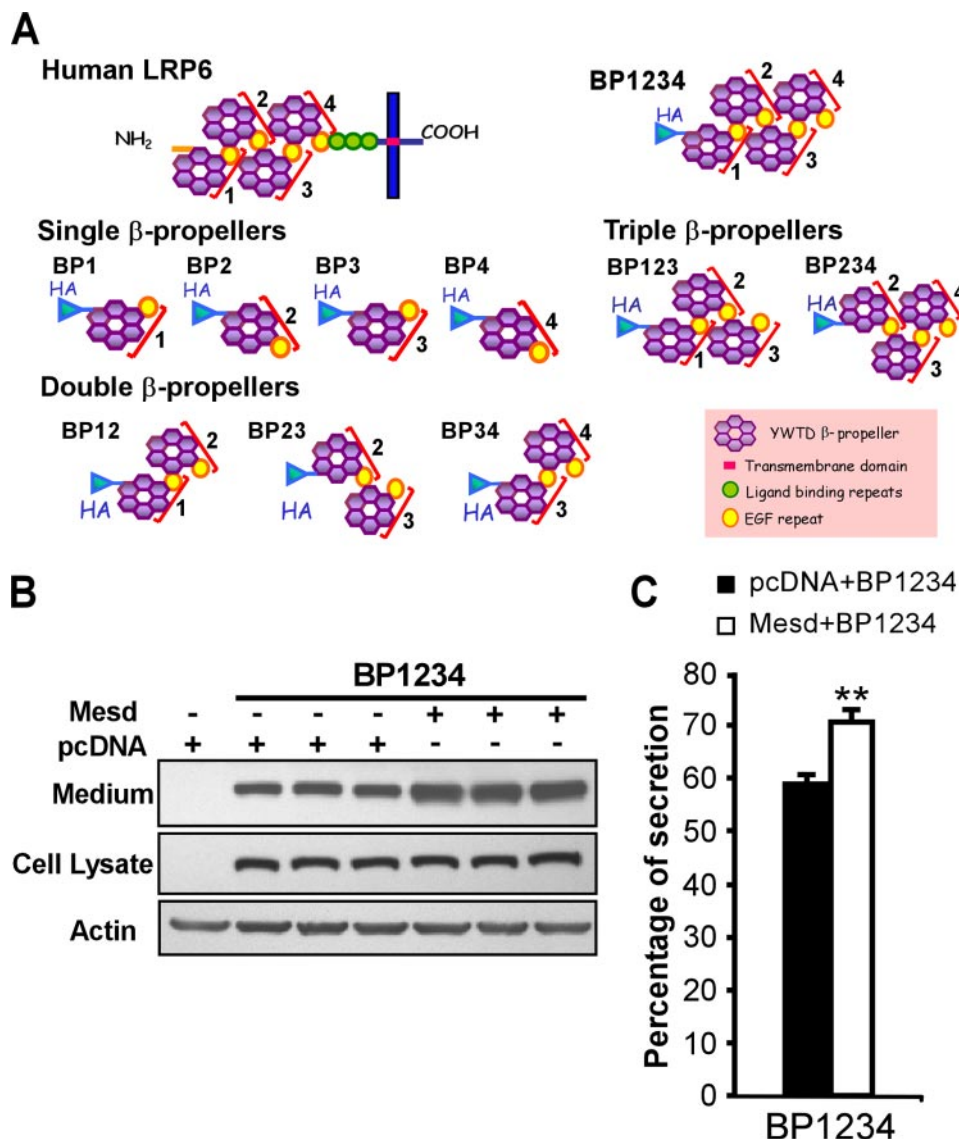 A
Human LRP6
NH₂
2
4
COOH
1
3
BP1234
HA
2
4
1
3
Single β-propellers
BP1
HA
1
BP2
HA
2
BP3
HA
3
BP4
HA
4
Triple β-propellers
BP123
HA
2
1
3
BP234
HA
2
4
3
Double β-propellers
BP12
HA
2
1
BP23
HA
2
3
BP34
HA
4
3
YWTD β-propeller
Transmembrane domain
Ligand binding repeats
EGF repeat
B
BP1234
Mesd - - - - + + +
pcDNA + + + + - - -
Medium
Cell Lysate
Actin
C
pcDNA+BP1234
Mesd+BP1234
Percentage of secretion
80
70
60
50
40
30
20
10
0
**
BP1234